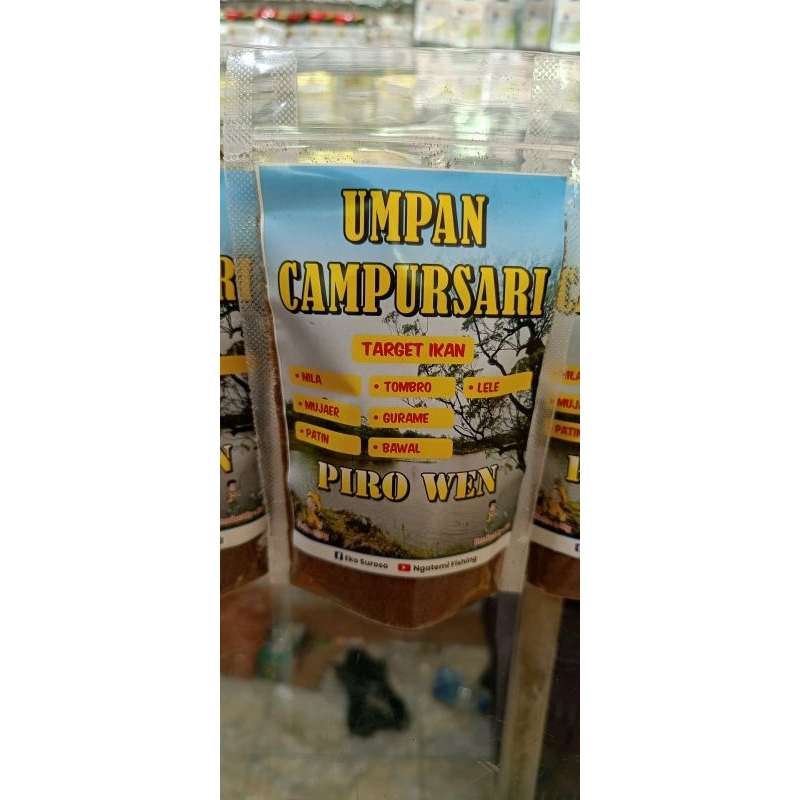 UMPAN
CAMPURSARI
TARGET IKAN
• NILA
• TOMBRO
• LELE
• MUJAER
• GURAME
• PATIN
• BAWAL
PIRO WEN
Eko Suroso
Ngatemi Fishing